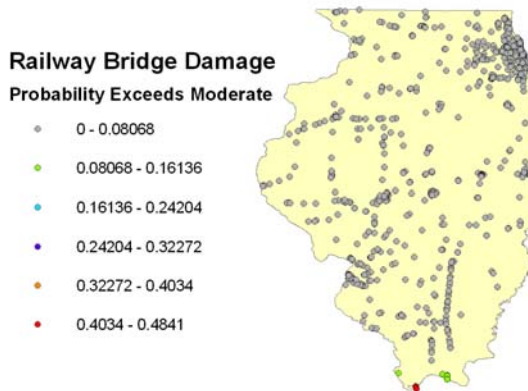 Railway Bridge Damage
Probability Exceeds Moderate
0 - 0.08068
0.08068 - 0.16136
0.16136 - 0.24204
0.24204 - 0.32272
0.32272 - 0.4034
0.4034 - 0.4841